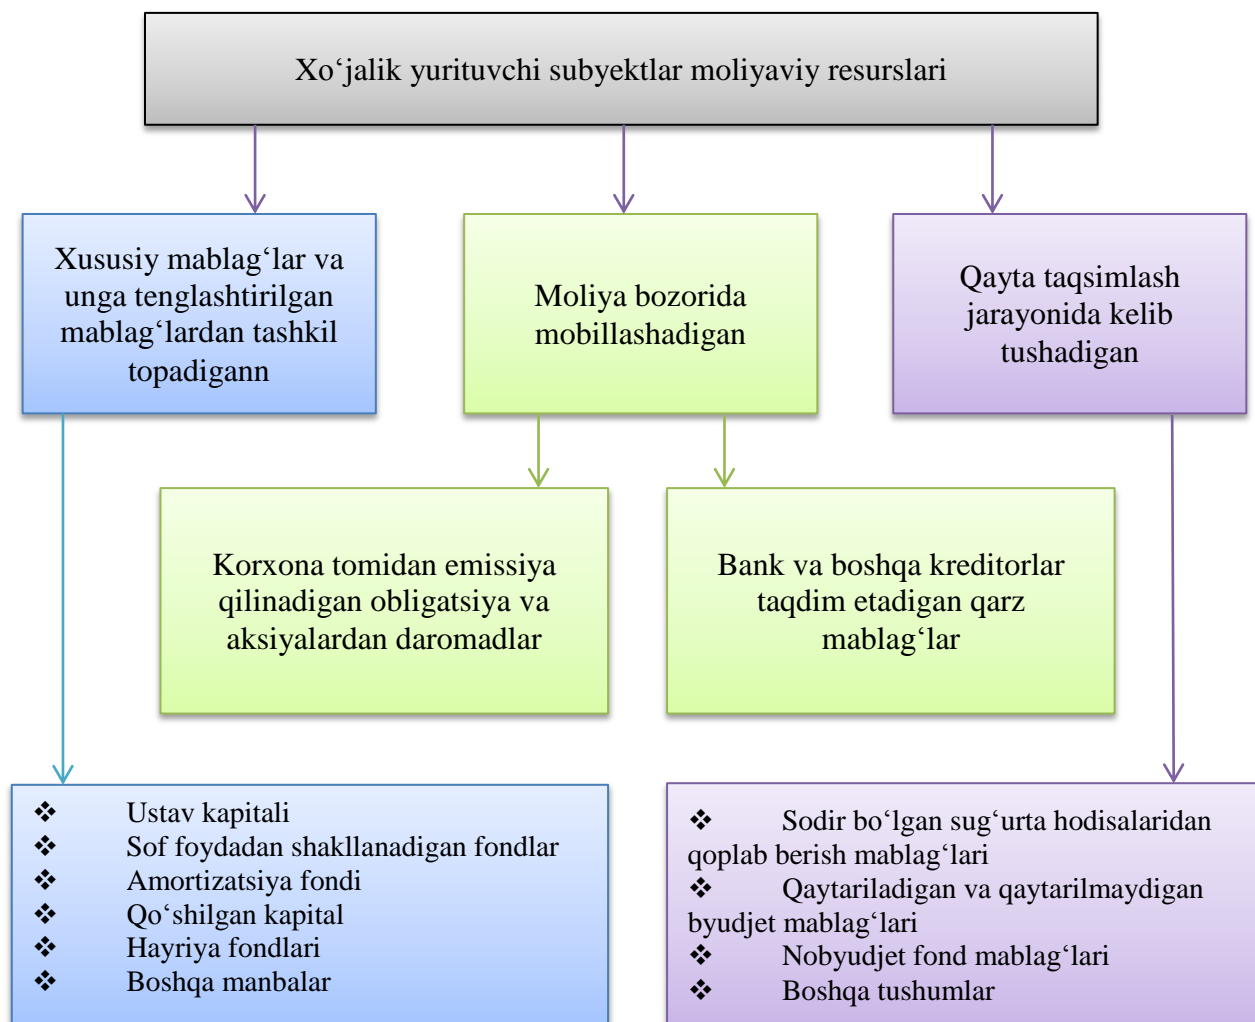 Xo‘jalik yurituvchi subyektlar moliyaviy resurslari
Xususiy mablag‘lar va
unga tenglashtirilgan
mablag‘lardan tashkil
topadigann
Moliya bozorida
mobillashadigan
Qayta taqsimlash
jarayonida kelib
tushadigan
Korxona tomidan emissiya
qilinadigan obligatsiya va
aksiyalardan daromadlar
Bank va boshqa kreditorlar
taqdim etadigan qarz
mablag‘lar
❖ Ustav kapitali
❖ Sof foydadan shakllanadigan fondlar
❖ Amortizatsiya fondi
❖ Qo‘shilgan kapital
❖ Hayriya fondlari
❖ Boshqa manbalar
❖ Sodir bo‘lgan sug‘urta hodisalaridan
qoplab berish mablag‘lari
❖ Qaytariladigan va qaytarilmaydigan
byudjet mablag‘lari
❖ Nobyudjet fond mablag‘lari
❖ Boshqa tushumlar